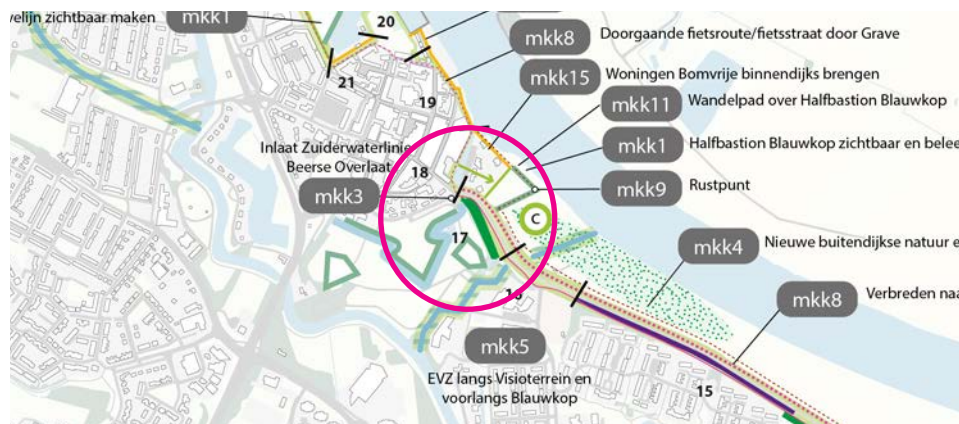 velijn zichtbaar maken
mkk1
20
mkk8
Doorgaande fietsroute/fietsstraat door Grave
21
19
mkk15
Woningen Bomvrije binnendijks brengen
mkk11
Wandelpad over Halfbastion Blauwkop
Inlaat Zuiderwaterlinie
Beerse Overlaat
18
mkk1
Halfbastion Blauwkop zichtbaar en belee
mkk3
mkk9
Rustpunt
C
17
mkk4
Nieuwe buitendijkse natuur e
16
mkk8
Verbreden naa
mkk5
EVZ langs Visioterrein en
voorlangs Blauwkop
15